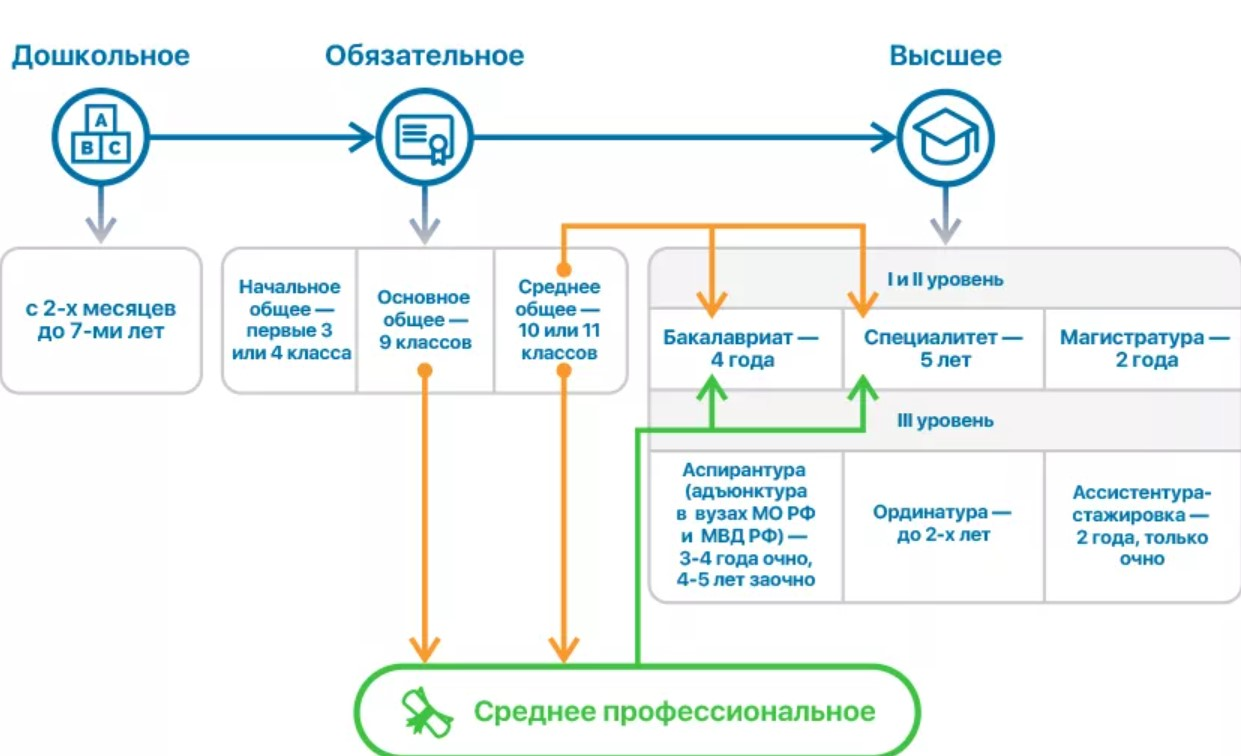 Дошкольное
Обязательное
Высшее
A
B C
с 2-х месяцев
до 7-ми лет
Начальное
общее —
первые 3
или 4 класса
Основное
общее —
9 классов
Среднее
общее —
10 или 11
классов
I и II уровень
Бакалавриат —
4 года
Специалитет —
5 лет
Магистратура —
2 года
III уровень
Аспирантура
(адъюнктура
в вузах МО РФ
и МВД РФ) —
3-4 года очно,
4-5 лет заочно
Ординатура —
до 2-х лет
Ассистентура-
стажировка —
2 года, только
очно
Среднее профессиональное